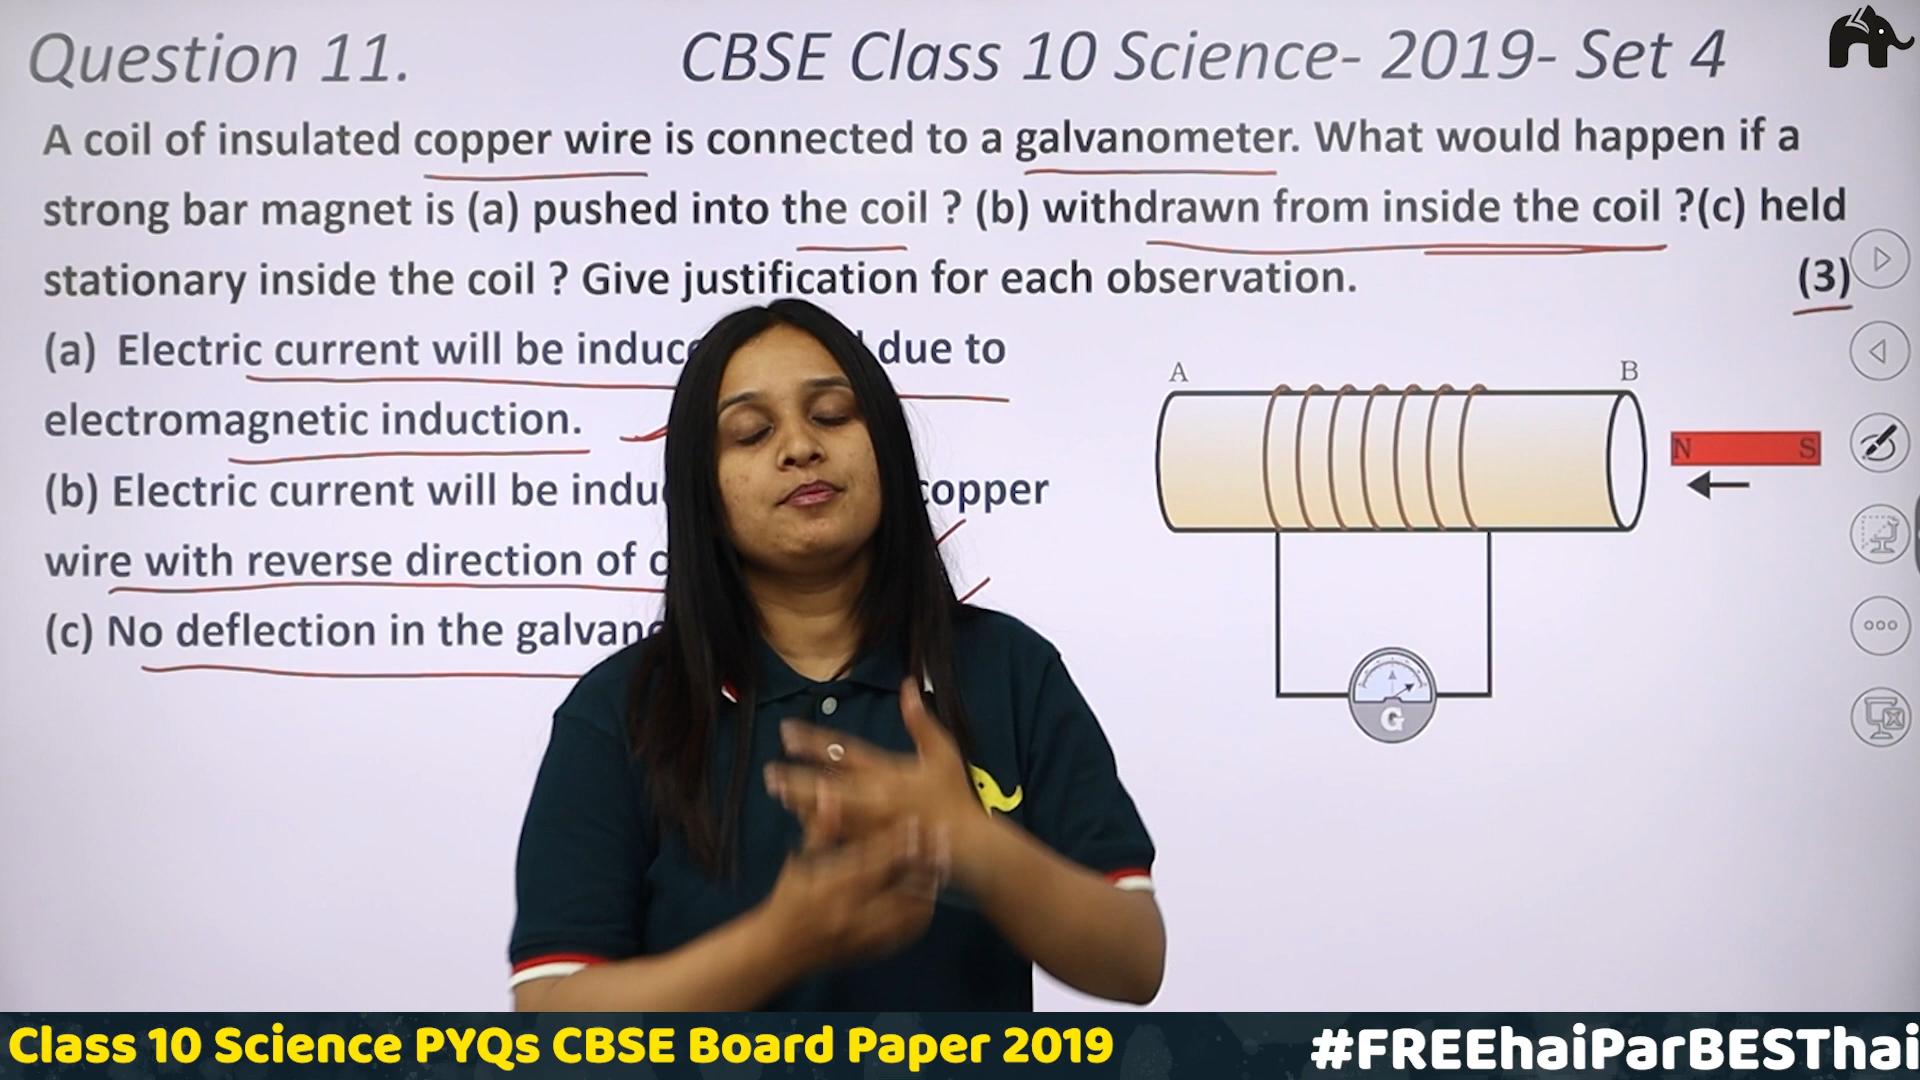 Question 11.
CBSE Class 10 Science- 2019- Set 4
A coil of insulated copper wire is connected to a galvanometer. What would happen if a
strong bar magnet is (a) pushed into the coil ? (b) withdrawn from inside the coil ?(c) held
stationary inside the coil ? Give justification for each observation.
(3)
(a) Electric current will be due to
electromagnetic induction.
(b) Electric current will be copper
wire with reverse direction of
(c) No deflection in the
A
B
N S
G
Class 10 Science PYQs CBSE Board Paper 2019
#FREEhaiParBESThai